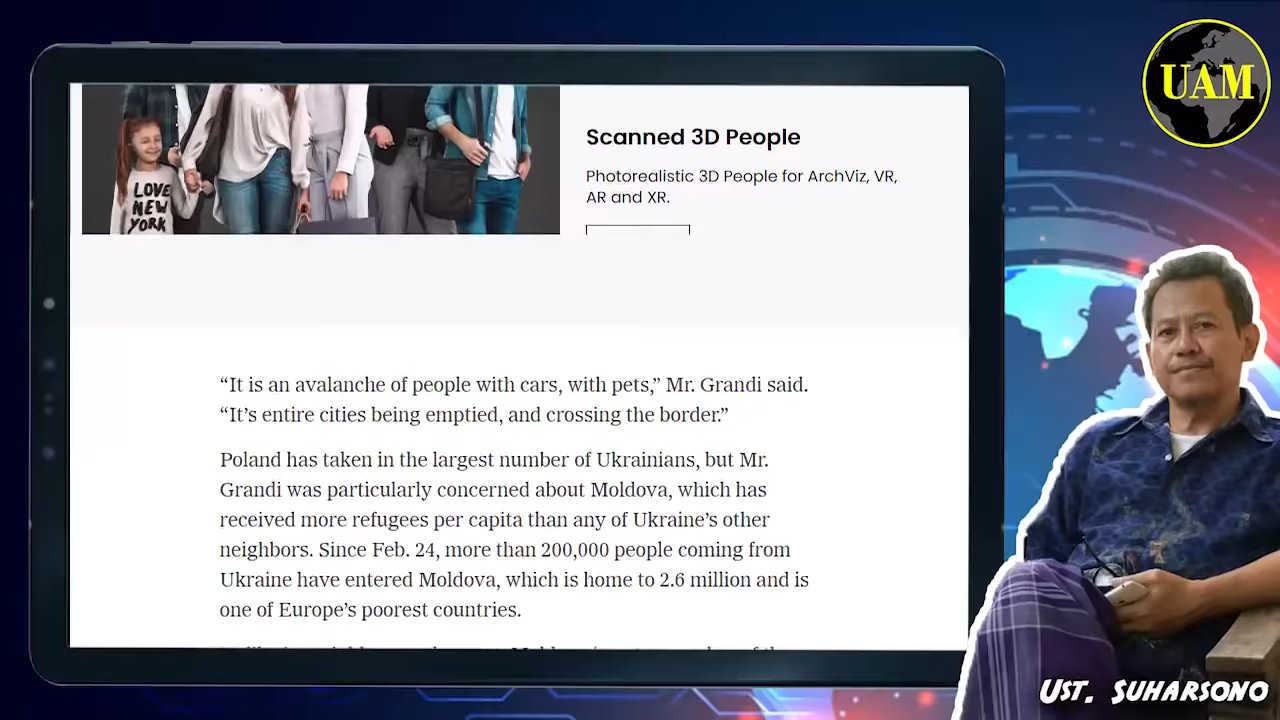 UAM
LOVE
NEW
YORK
Scanned 3D People
Photorealistic 3D People for ArchViz, VR,
AR and XR.
“It is an avalanche of people with cars, with pets,” Mr. Grandi said.
“It’s entire cities being emptied, and crossing the border.”
Poland has taken in the largest number of Ukrainians, but Mr.
Grandi was particularly concerned about Moldova, which has
received more refugees per capita than any of Ukraine’s other
neighbors. Since Feb. 24, more than 200,000 people coming from
Ukraine have entered Moldova, which is home to 2.6 million and is
one of Europe’s poorest countries.
UST. SUHARSONO